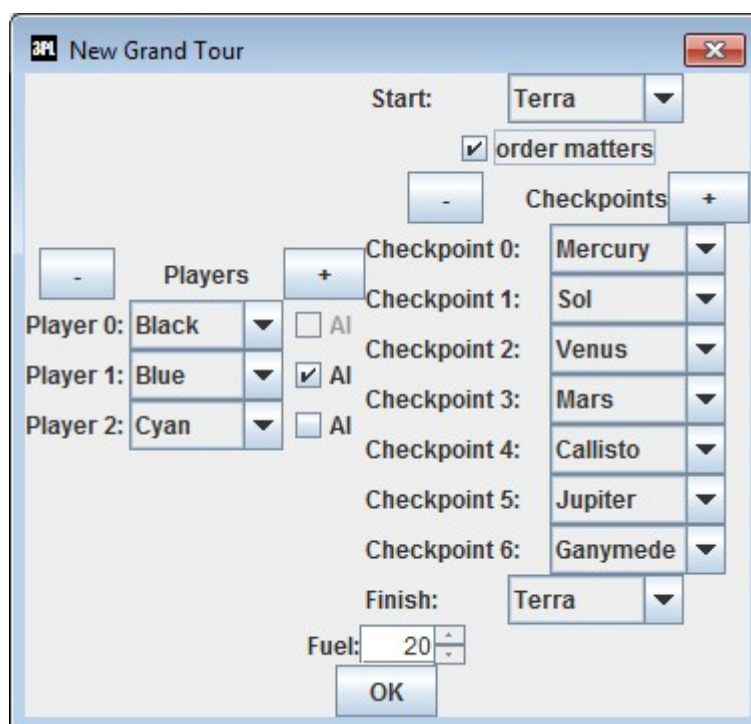 3PL New Grand Tour
Start: Terra
order matters
- Checkpoints +
Checkpoint 0: Mercury
- Players +
Checkpoint 1: Sol
Player 0: Black AI
Checkpoint 2: Venus
Player 1: Blue AI
Checkpoint 3: Mars
Player 2: Cyan AI
Checkpoint 4: Callisto
Checkpoint 5: Jupiter
Checkpoint 6: Ganymede
Finish: Terra
Fuel: 20
OK